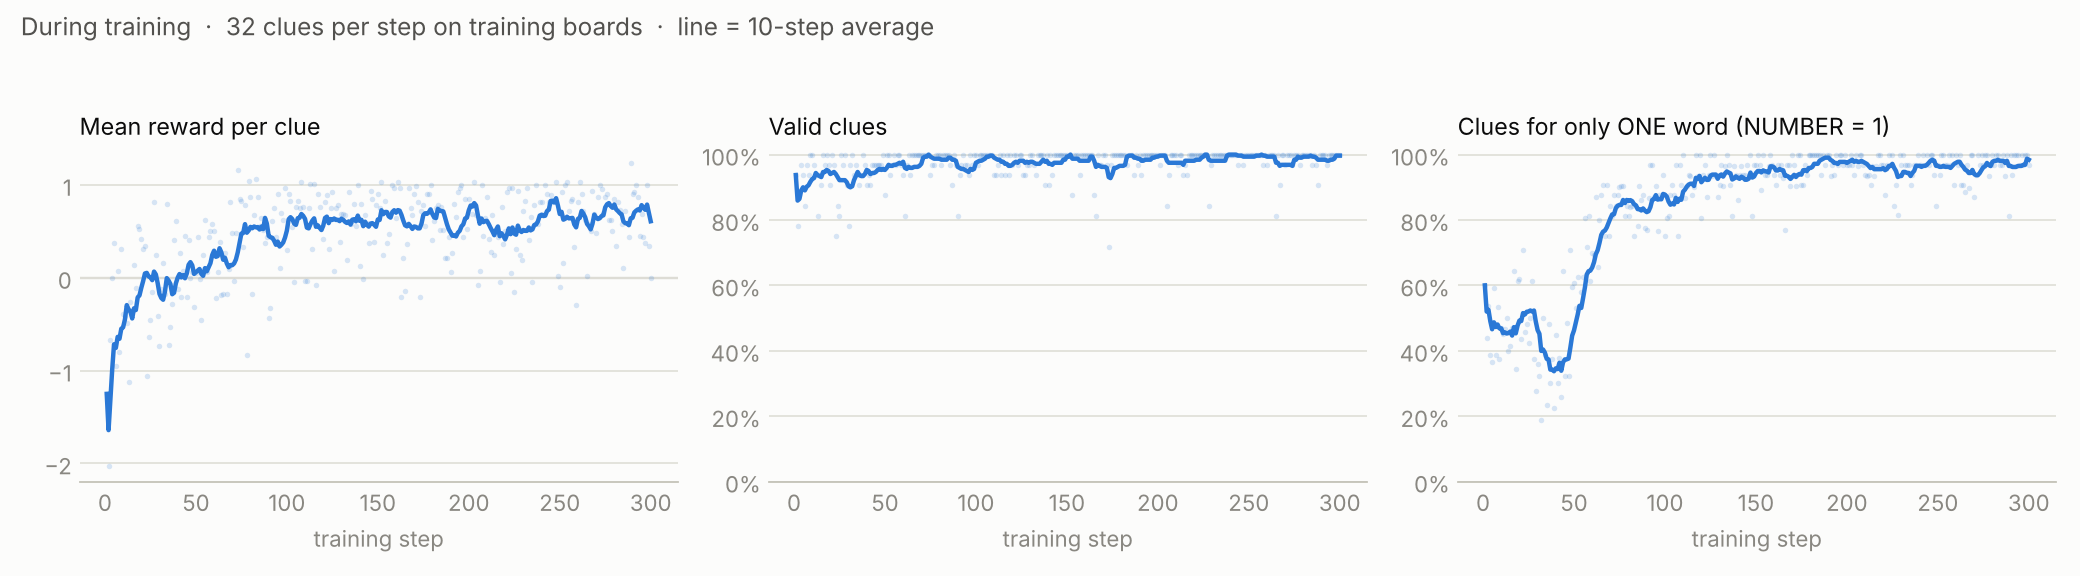 During training · 32 clues per step on training boards · line = 10-step average
Mean reward per clue
1
0
−1
−2
0 50 100 150 200 250 300
training step
Valid clues
100%
80%
60%
40%
20%
0%
0 50 100 150 200 250 300
training step
Clues for only ONE word (NUMBER = 1)
100%
80%
60%
40%
20%
0%
0 50 100 150 200 250 300
training step